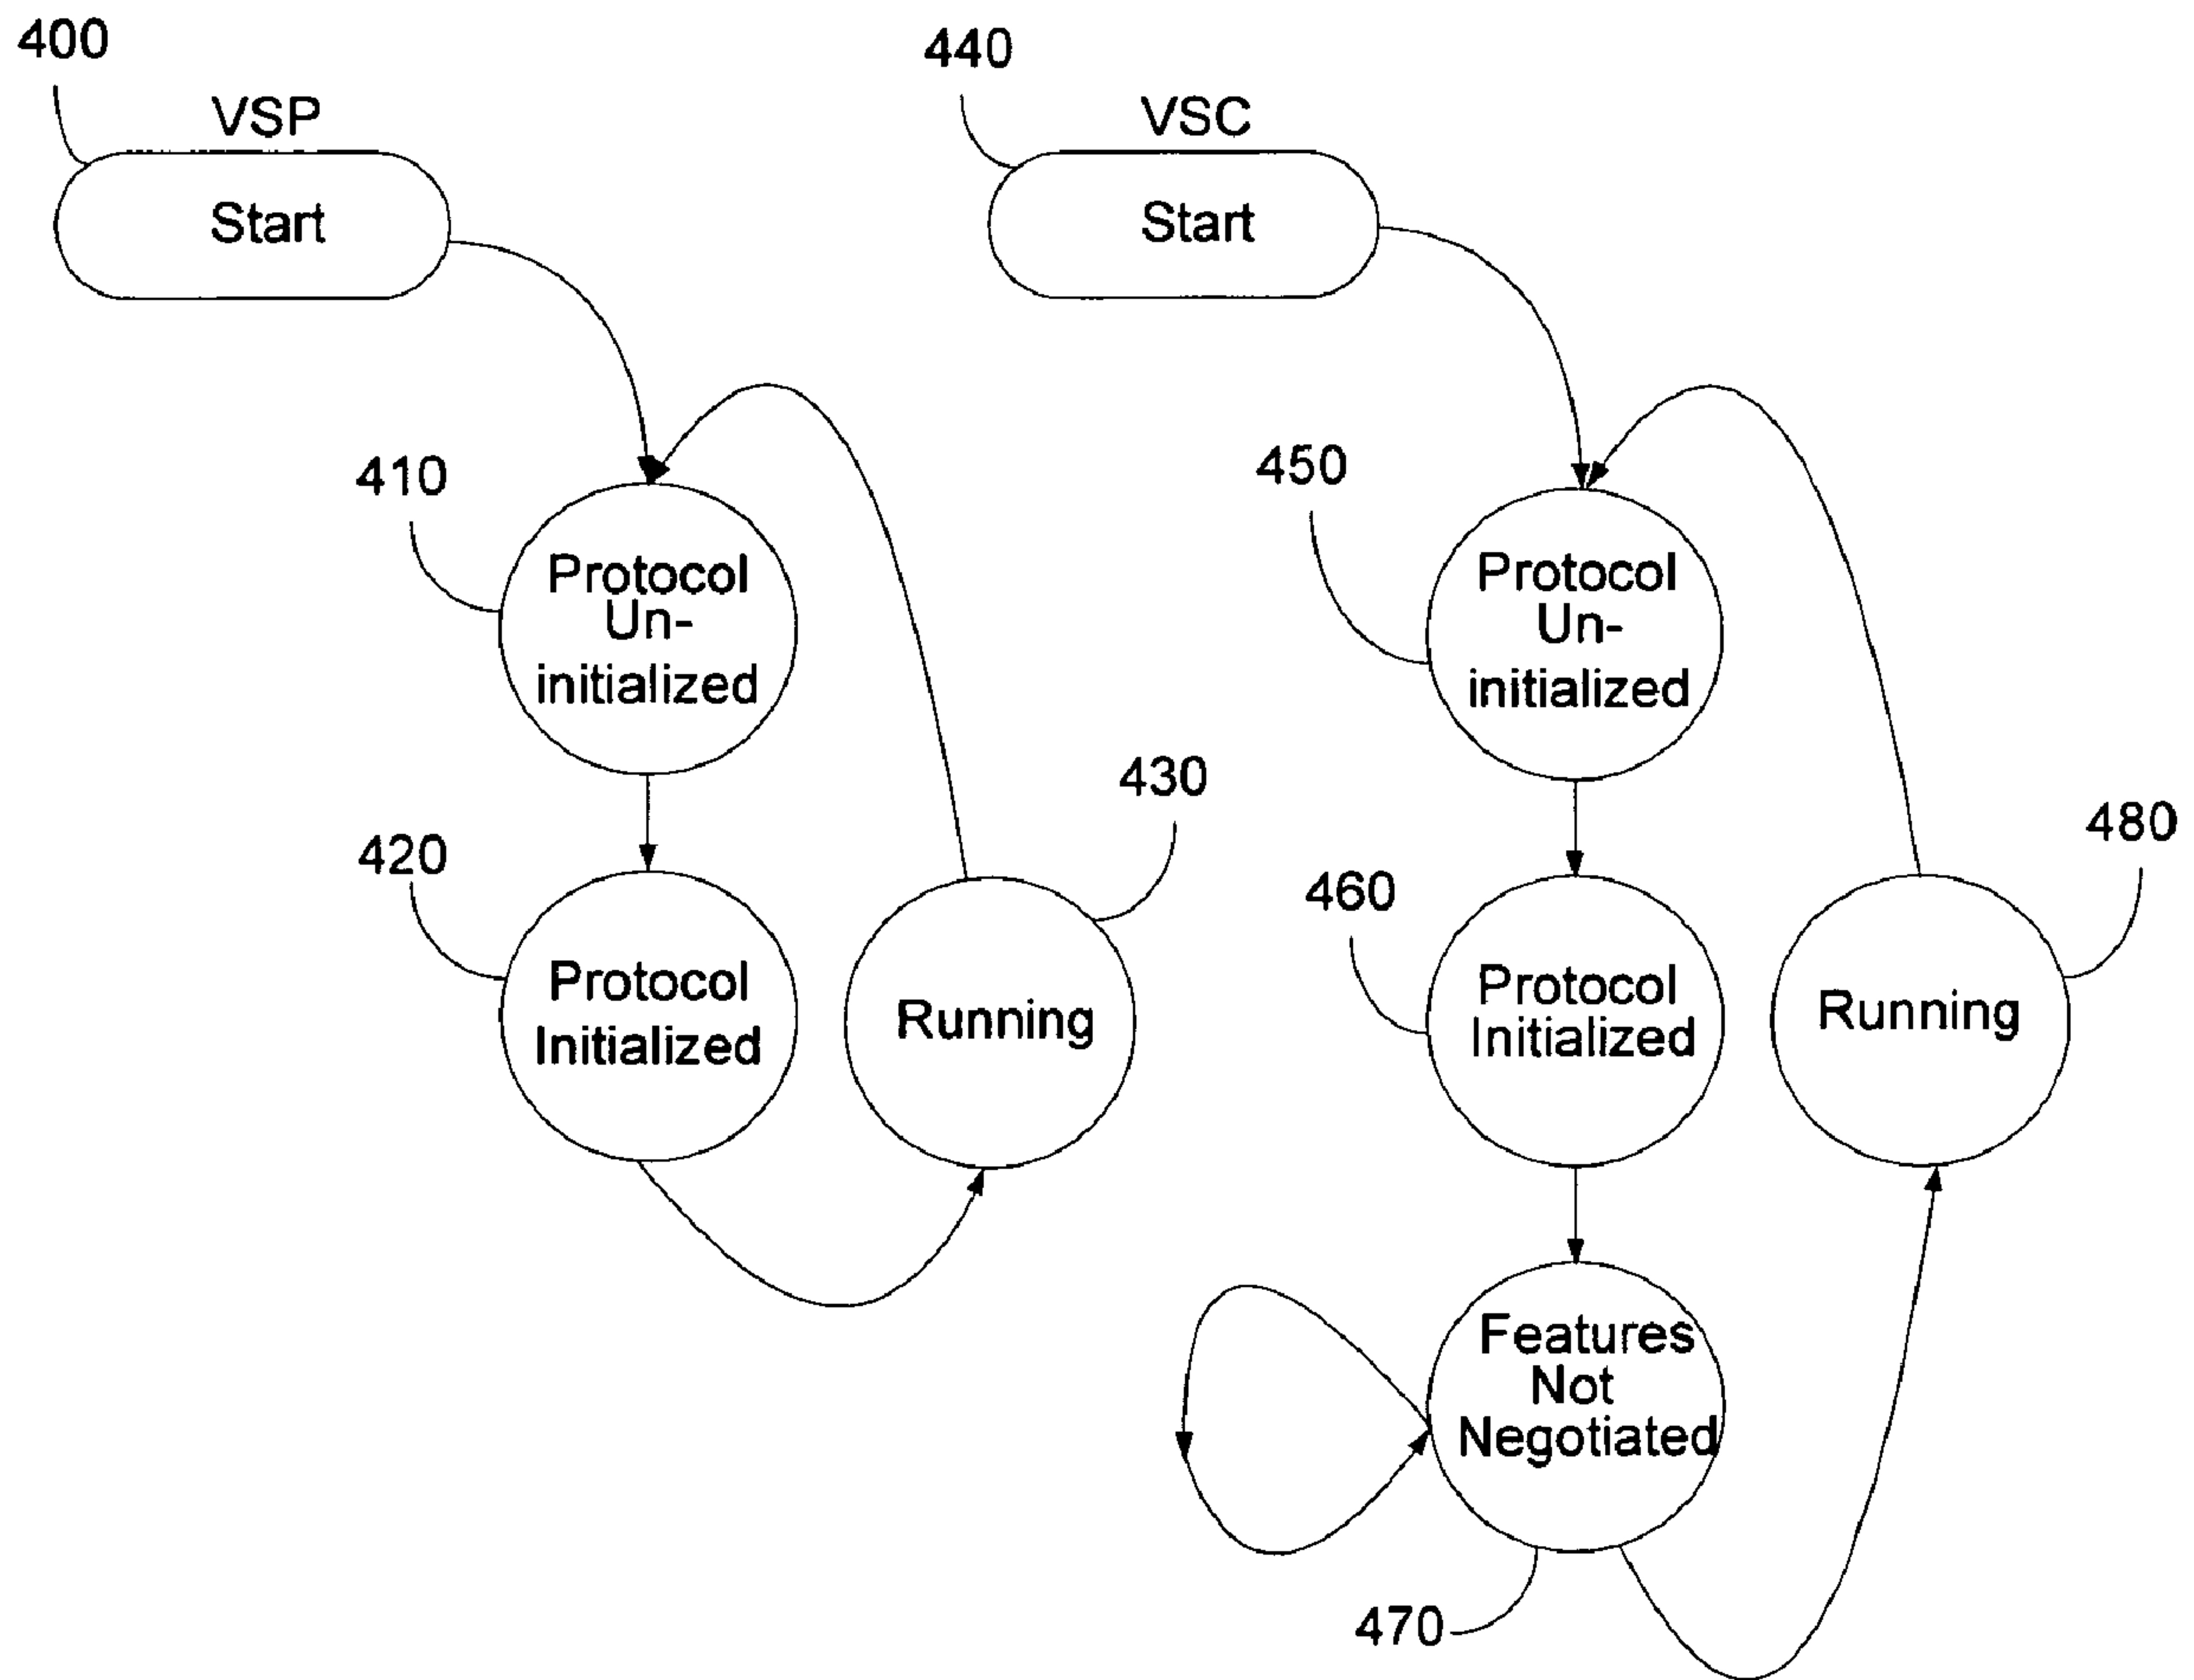 400
VSP
Start
410
Protocol
Un-
initialized
420
Protocol
Initialized
430
Running
440
VSC
Start
450
Protocol
Un-
initialized
460
Protocol
Initialized
480
Running
Features
Not
Negotiated
470